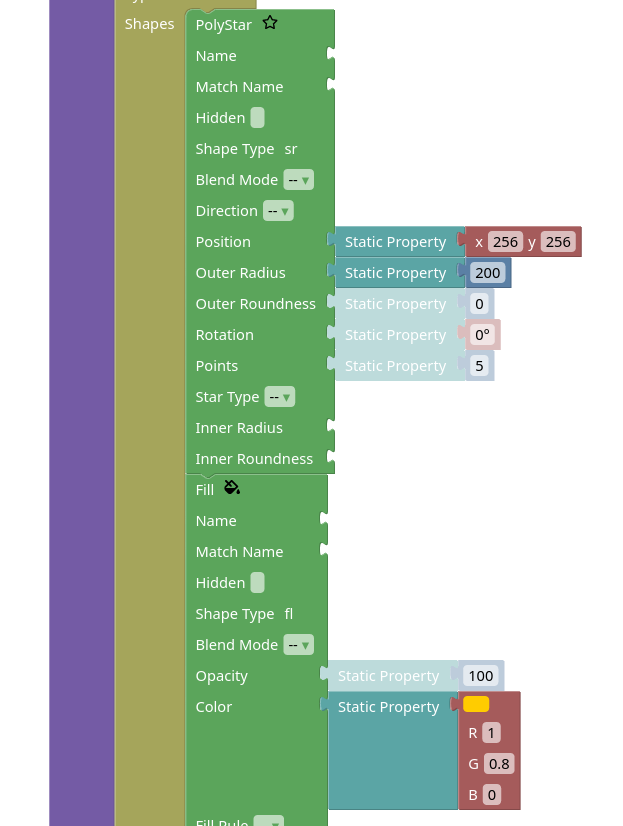 Shapes PolyStar
Name
Match Name
Hidden
Shape Type sr
Blend Mode -- ▾
Direction -- ▾
Position Static Property x 256 y 256
Outer Radius Static Property 200
Outer Roundness Static Property 0
Rotation Static Property 0°
Points Static Property 5
Star Type -- ▾
Inner Radius
Inner Roundness
Fill
Name
Match Name
Hidden
Shape Type fl
Blend Mode -- ▾
Opacity Static Property 100
Color Static Property
R 1
G 0.8
B 0
Fill Rule